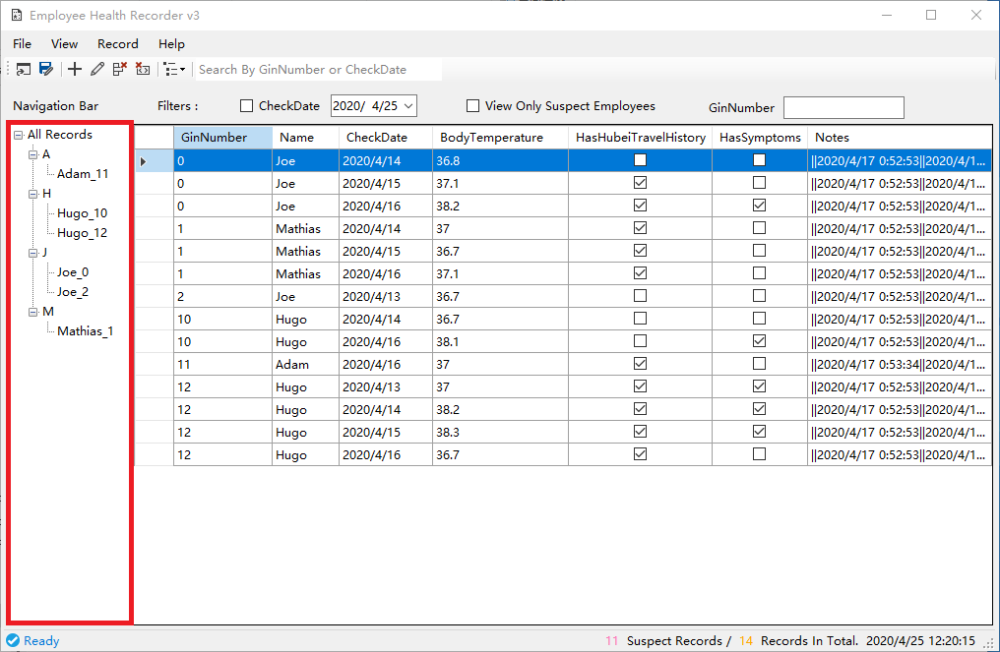 Employee Health Recorder v3
File View Record Help
Search By GinNumber or CheckDate
Navigation Bar Filters : CheckDate 2020/ 4/25 View Only Suspect Employees GinNumber
All Records
A
Adam_11
H
Hugo_10
Hugo_12
J
Joe_0
Joe_2
M
Mathias_1
GinNumber Name CheckDate BodyTemperature HasHubeiTravelHistory HasSymptoms Notes
0 Joe 2020/4/14 36.8 ||2020/4/17 0:52:53||2020/4/1...
0 Joe 2020/4/15 37.1 ||2020/4/17 0:52:53||2020/4/1...
0 Joe 2020/4/16 38.2 ||2020/4/17 0:52:53||2020/4/1...
1 Mathias 2020/4/14 37 ||2020/4/17 0:52:53||2020/4/1...
1 Mathias 2020/4/15 36.7 ||2020/4/17 0:52:53||2020/4/1...
1 Mathias 2020/4/16 37.1 ||2020/4/17 0:52:53||2020/4/1...
2 Joe 2020/4/13 36.7 ||2020/4/17 0:52:53||2020/4/1...
10 Hugo 2020/4/14 36.7 ||2020/4/17 0:52:53||2020/4/1...
10 Hugo 2020/4/16 38.1 ||2020/4/17 0:52:53||2020/4/1...
11 Adam 2020/4/16 37 ||2020/4/17 0:53:34||2020/4/1...
12 Hugo 2020/4/13 37 ||2020/4/17 0:52:53||2020/4/1...
12 Hugo 2020/4/14 38.2 ||2020/4/17 0:52:53||2020/4/1...
12 Hugo 2020/4/15 38.3 ||2020/4/17 0:52:53||2020/4/1...
12 Hugo 2020/4/16 36.7 ||2020/4/17 0:52:53||2020/4/1...
Ready 11 Suspect Records / 14 Records In Total. 2020/4/25 12:20:15